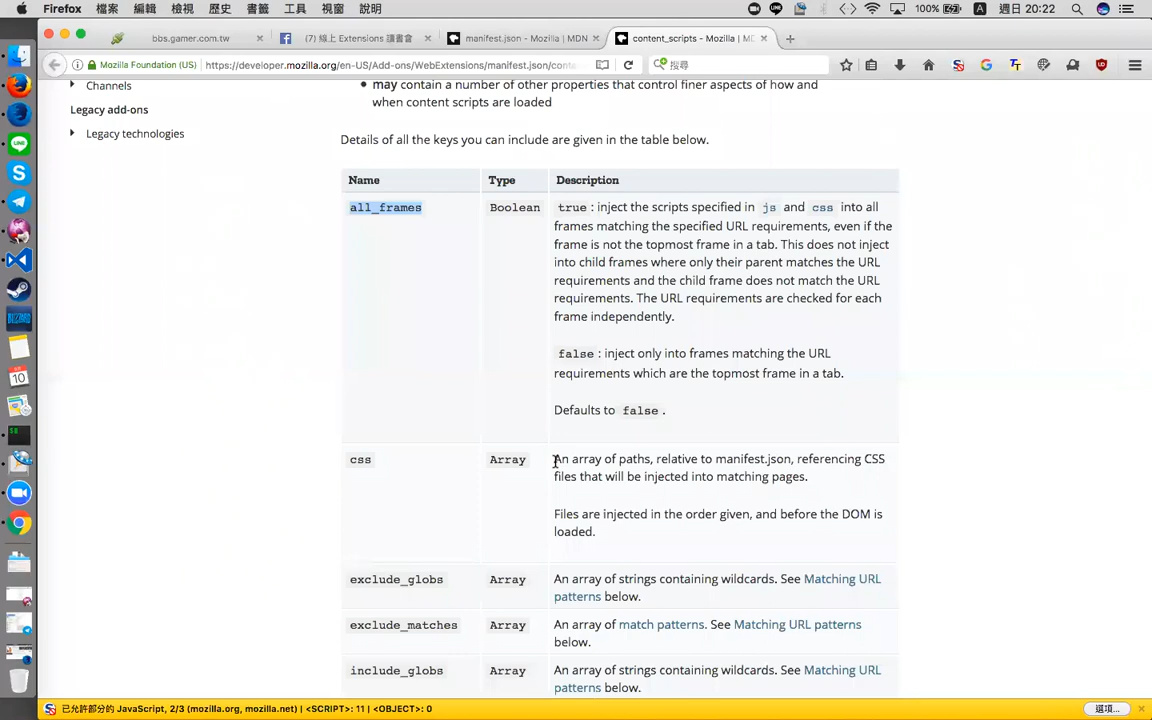 Firefox 檔案 編輯 檢視 歷史 書籤 工具 視窗 說明 100% 週日 20:22
bbs.gamer.com.tw × (7) 線上 Extensions 讀書會 × manifest.json - Mozilla | MDN × content_scripts - Mozilla | MD ×
Mozilla Foundation (US) https://developer.mozilla.org/en-US/Add-ons/WebExtensions/manifest.json/conte 搜尋
Channels
Legacy add-ons
Legacy technologies
may contain a number of other properties that control finer aspects of how and
when content scripts are loaded
Details of all the keys you can include are given in the table below.
Name Type Description
all_frames Boolean true : inject the scripts specified in js and css into all
frames matching the specified URL requirements, even if the
frame is not the topmost frame in a tab. This does not inject
into child frames where only their parent matches the URL
requirements and the child frame does not match the URL
requirements. The URL requirements are checked for each
frame independently.
false : inject only into frames matching the URL
requirements which are the topmost frame in a tab.
Defaults to false .
css Array An array of paths, relative to manifest.json, referencing CSS
files that will be injected into matching pages.
Files are injected in the order given, and before the DOM is
loaded.
exclude_globs Array An array of strings containing wildcards. See Matching URL
patterns below.
exclude_matches Array An array of match patterns. See Matching URL patterns
below.
include_globs Array An array of strings containing wildcards. See Matching URL
patterns below.
已允許部分的 JavaScript, 2/3 (mozilla.org, mozilla.net) | <SCRIPT>: 11 | <OBJECT>: 0 選項... ×